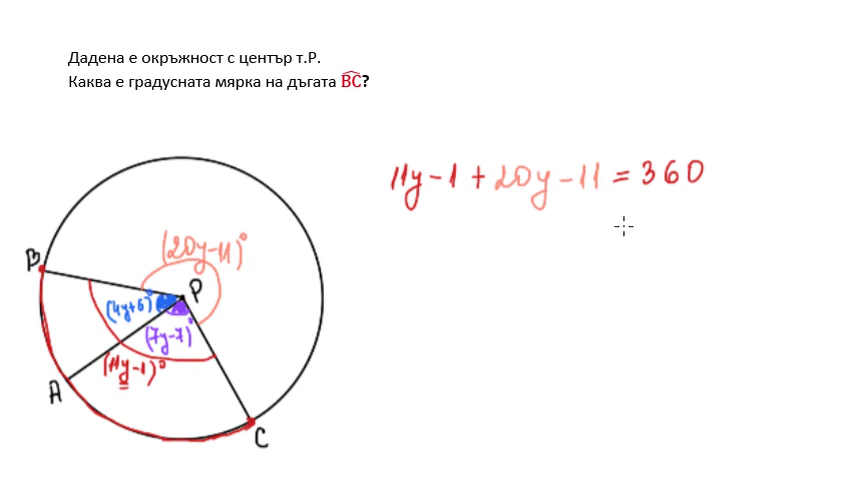 Дадена е окръжност с център т.P.
Каква е градусната мярка на дъгата BC?
11y-1+20y-11=360
(20y-11)°
B
P
(4y+6)°
(7y-7)°
(11y-1)°
A
C